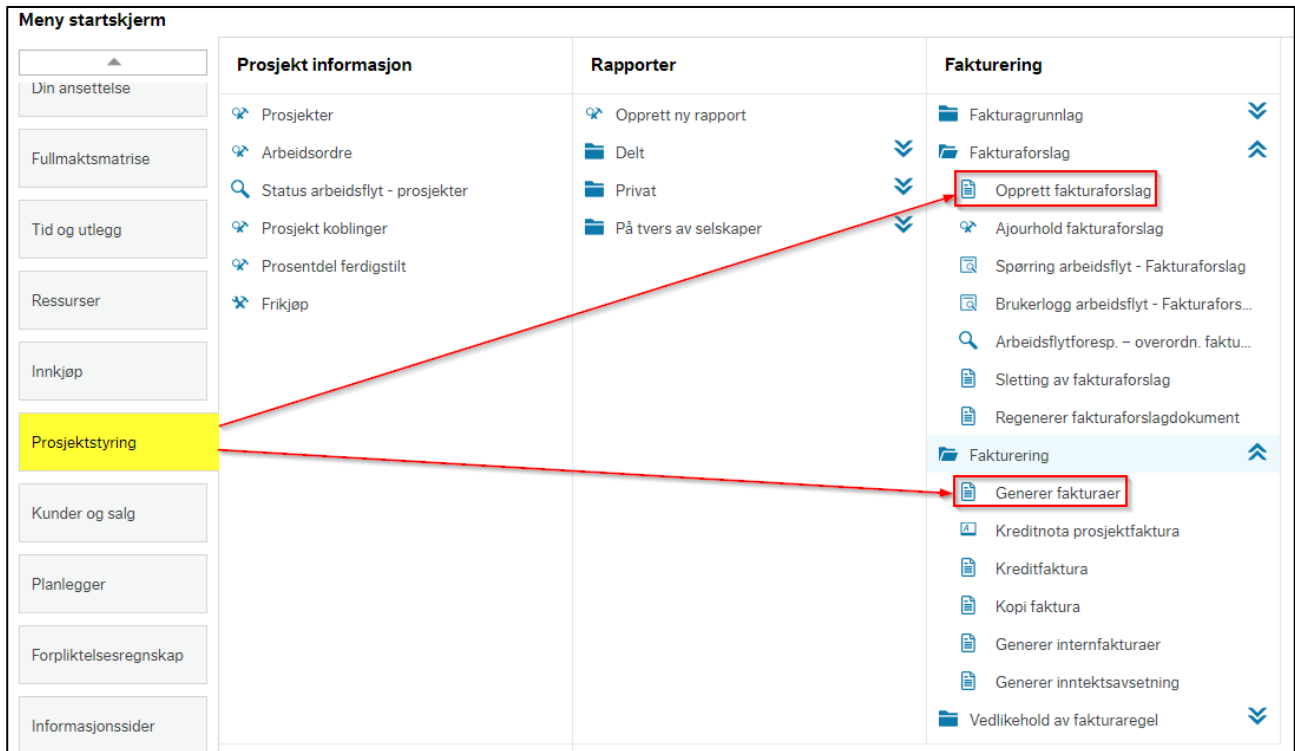 Meny startskjerm
Din ansettelse
Fullmaktsmatrise
Tid og utlegg
Ressurser
Innkjøp
Prosjektstyring
Kunder og salg
Planlegger
Forpliktelsesregnskap
Informasjonssider
Prosjekt informasjon
Prosjekter
Arbeidsordre
Status arbeidsflyt - prosjekter
Prosjekt koblinger
Prosentdel ferdigstilt
Frikjøp
Rapporter
Opprett ny rapport
Delt
Privat
På tvers av selskaper
Fakturering
Fakturagrunnlag
Fakturaforslag
Opprett fakturaforslag
Ajourhold fakturaforslag
Spørring arbeidsflyt - Fakturaforslag
Brukerlogg arbeidsflyt - Fakturafors...
Arbeidsflytforesp. – overordn. faktu...
Sletting av fakturaforslag
Regenerer fakturaforslagdokument
Fakturering
Generer fakturaer
Kreditnota prosjektfaktura
Kreditfaktura
Kopi faktura
Generer internfakturaer
Generer inntektsavsetning
Vedlikehold av fakturaregel